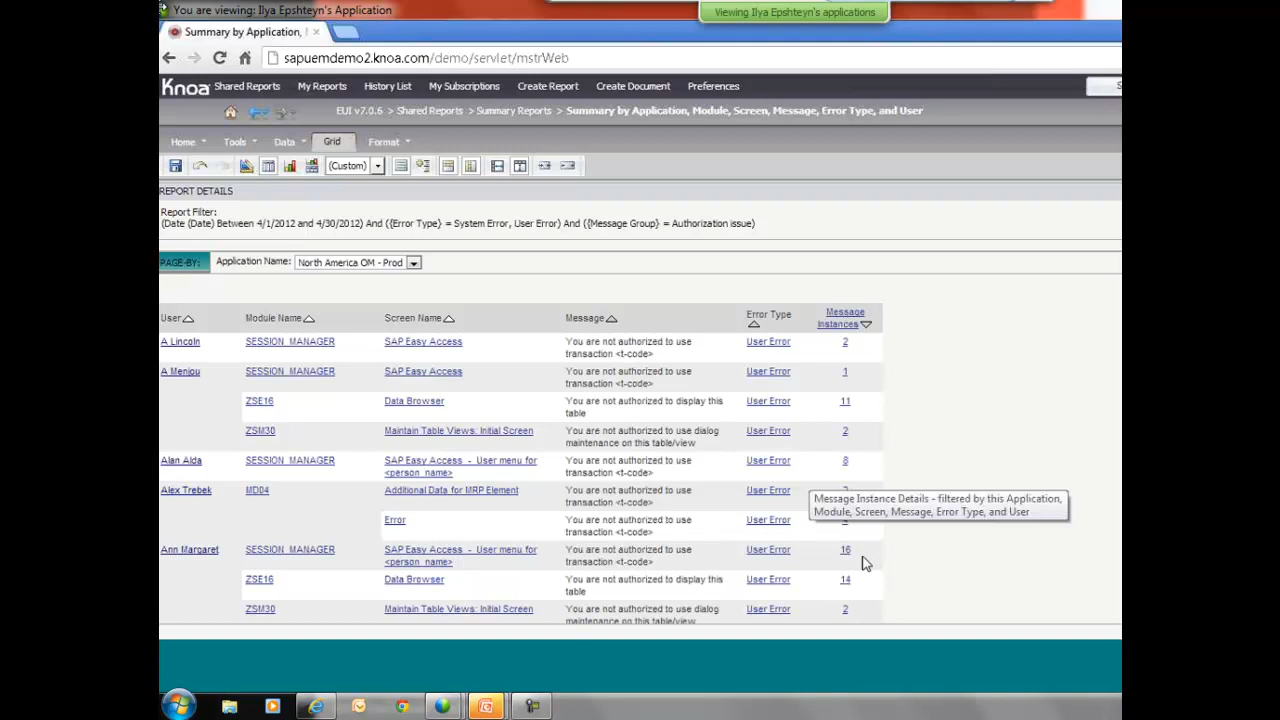 You are viewing: Ilya Epshteyn's Application
Viewing Ilya Epshteyn's applications
Summary by Application,
sapuemdemo2.knoa.com/demo/servlet/mstrWeb
Knoa Shared Reports My Reports History List My Subscriptions Create Report Create Document Preferences
EUI v7.0.6 > Shared Reports > Summary Reports > Summary by Application, Module, Screen, Message, Error Type, and User
Home Tools Data Grid Format
(Custom)
REPORT DETAILS
Report Filter:
(Date (Date) Between 4/1/2012 and 4/30/2012) And ({Error Type} = System Error, User Error) And ({Message Group} = Authorization issue)
PAGE-BY: Application Name: North America OM - Prod
User Module Name Screen Name Message Error Type Message Instances
A Lincoln SESSION_MANAGER SAP Easy Access You are not authorized to use transaction <t-code> User Error 2
A Menjou SESSION_MANAGER SAP Easy Access You are not authorized to use transaction <t-code> User Error 1
ZSE16 Data Browser You are not authorized to display this table User Error 11
ZSM30 Maintain Table Views: Initial Screen You are not authorized to use dialog maintenance on this table/view User Error 2
Alan Alda SESSION_MANAGER SAP Easy Access - User menu for <person_name> You are not authorized to use transaction <t-code> User Error 8
Alex Trebek MD04 Additional Data for MRP Element You are not authorized to use transaction <t-code> User Error
Message Instance Details - filtered by this Application, Module, Screen, Message, Error Type, and User
Error You are not authorized to use transaction <t-code> User Error
Ann Margaret SESSION_MANAGER SAP Easy Access - User menu for <person_name> You are not authorized to use transaction <t-code> User Error 16
ZSE16 Data Browser You are not authorized to display this table User Error 14
ZSM30 Maintain Table Views: Initial Screen You are not authorized to use dialog maintenance on this table/view User Error 2